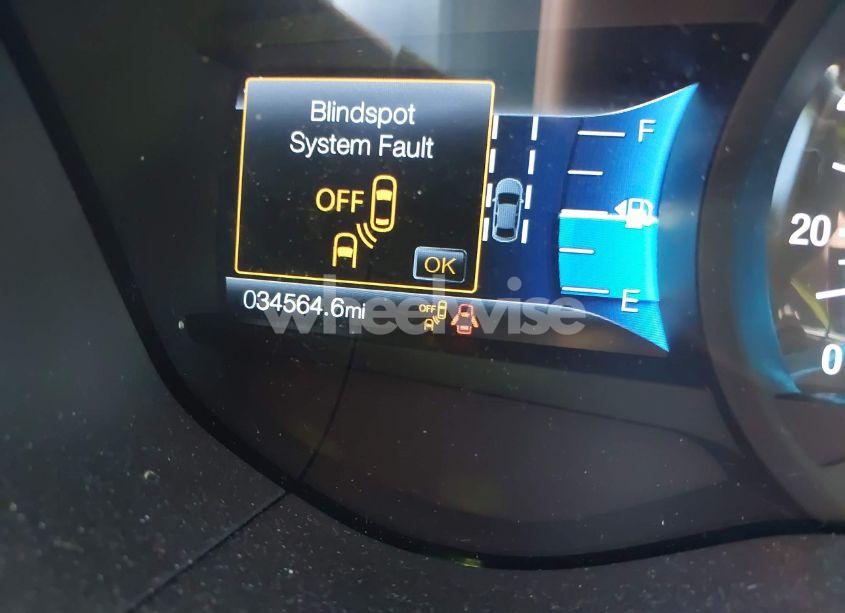 Blindspot
System Fault
OFF
OK
F
E
034564.6mi
OFF
20
0
wheelwise